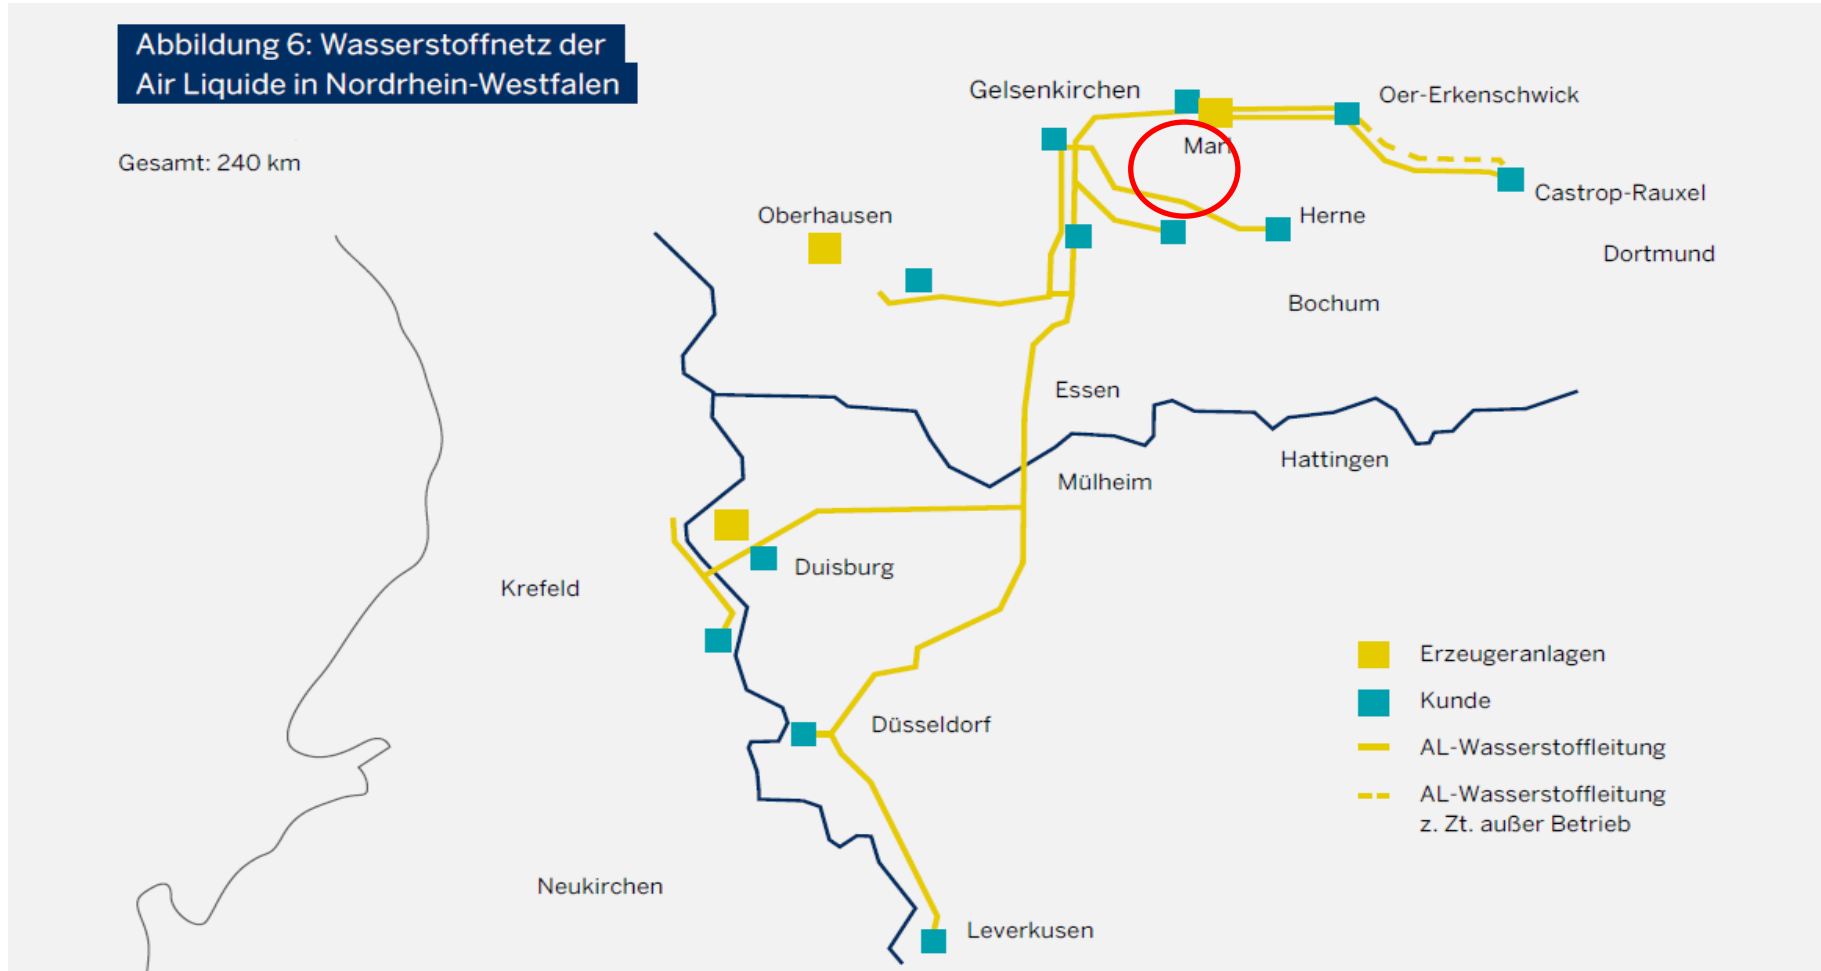 Abbildung 6: Wasserstoffnetz der
Air Liquide in Nordrhein-Westfalen
Gesamt: 240 km
Gelsenkirchen
Oer-Erkenschwick
Marl
Castrop-Rauxel
Oberhausen
Herne
Dortmund
Bochum
Essen
Hattingen
Mülheim
Duisburg
Krefeld
Erzeugeranlagen
Kunde
Düsseldorf
AL-Wasserstoffleitung
AL-Wasserstoffleitung
z. Zt. außer Betrieb
Neukirchen
Leverkusen